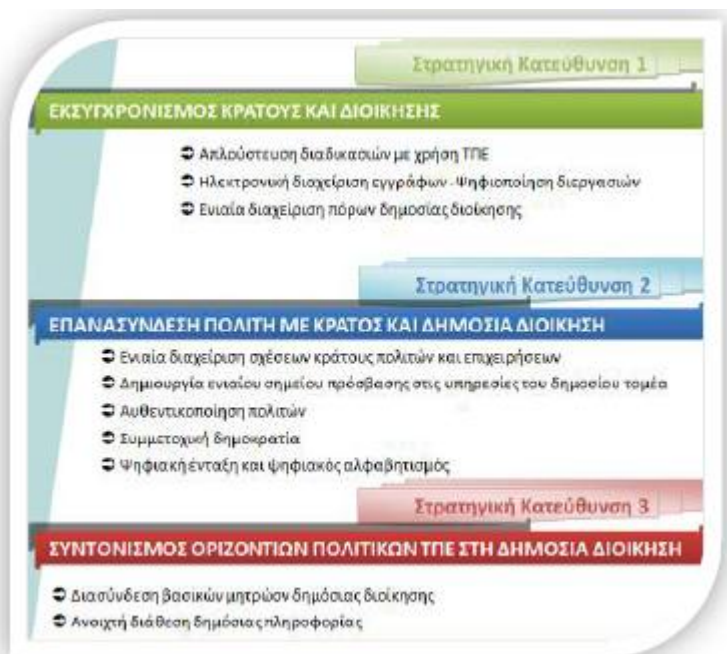 Στρατηγική Κατεύθυνση 1
ΕΚΣΥΓΧΡΟΝΙΣΜΟΣ ΚΡΑΤΟΥΣ ΚΑΙ ΔΙΟΙΚΗΣΗΣ
➲ Απλούστευση διαδικασιών με χρήση ΤΠΕ
➲ Ηλεκτρονική διαχείριση εγγράφων -Ψηφιοποίηση διεργασιών
➲ Ενιαία διαχείριση πόρων δημοσίας διοίκησης
Στρατηγική Κατεύθυνση 2
ΕΠΑΝΑΣΥΝΔΕΣΗ ΠΟΛΙΤΗ ΜΕ ΚΡΑΤΟΣ ΚΑΙ ΔΗΜΟΣΙΑ ΔΙΟΙΚΗΣΗ
➲ Ενιαία διαχείριση σχέσεων κράτους πολιτών και επιχειρήσεων
➲ Δημιουργία ενιαίου σημείου πρόσβασης στις υπηρεσίες του δημοσίου τομέα
➲ Αυθεντικοποίηση πολιτών
➲ Συμμετοχική δημοκρατία
➲ Ψηφιακή ένταξη και ψηφιακός αλφαβητισμός
Στρατηγική Κατεύθυνση 3
ΣΥΝΤΟΝΙΣΜΟΣ ΟΡΙΖΟΝΤΙΩΝ ΠΟΛΙΤΙΚΩΝ ΤΠΕ ΣΤΗ ΔΗΜΟΣΙΑ ΔΙΟΙΚΗΣΗ
➲ Διασύνδεση βασικών μητρώον δημόσιας διοίκησης
➲ Ανοιχτή διάθεση δημόσιας πληροφορίας